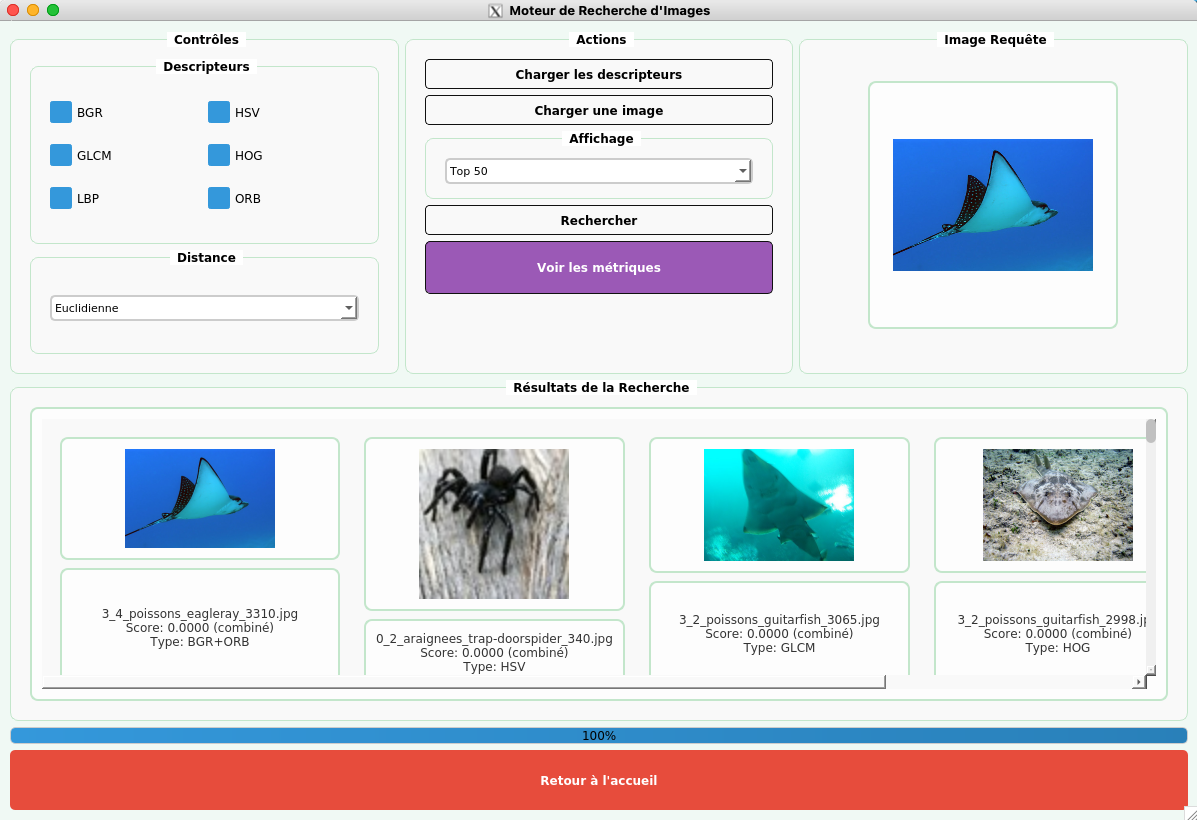 Moteur de Recherche d'Images
Contrôles
Descripteurs
BGR
HSV
GLCM
HOG
LBP
ORB
Distance
Euclidienne
Actions
Charger les descripteurs
Charger une image
Affichage
Top 50
Rechercher
Voir les métriques
Image Requête
Résultats de la Recherche
3_4_poissons_eagleray_3310.jpg
Score: 0.0000 (combiné)
Type: BGR+ORB
0_2_araignees_trap-doorspider_340.jpg
Score: 0.0000 (combiné)
Type: HSV
3_2_poissons_guitarfish_3065.jpg
Score: 0.0000 (combiné)
Type: GLCM
3_2_poissons_guitarfish_2998.jp
Score: 0.0000 (combiné)
Type: HOG
100%
Retour à l'accueil